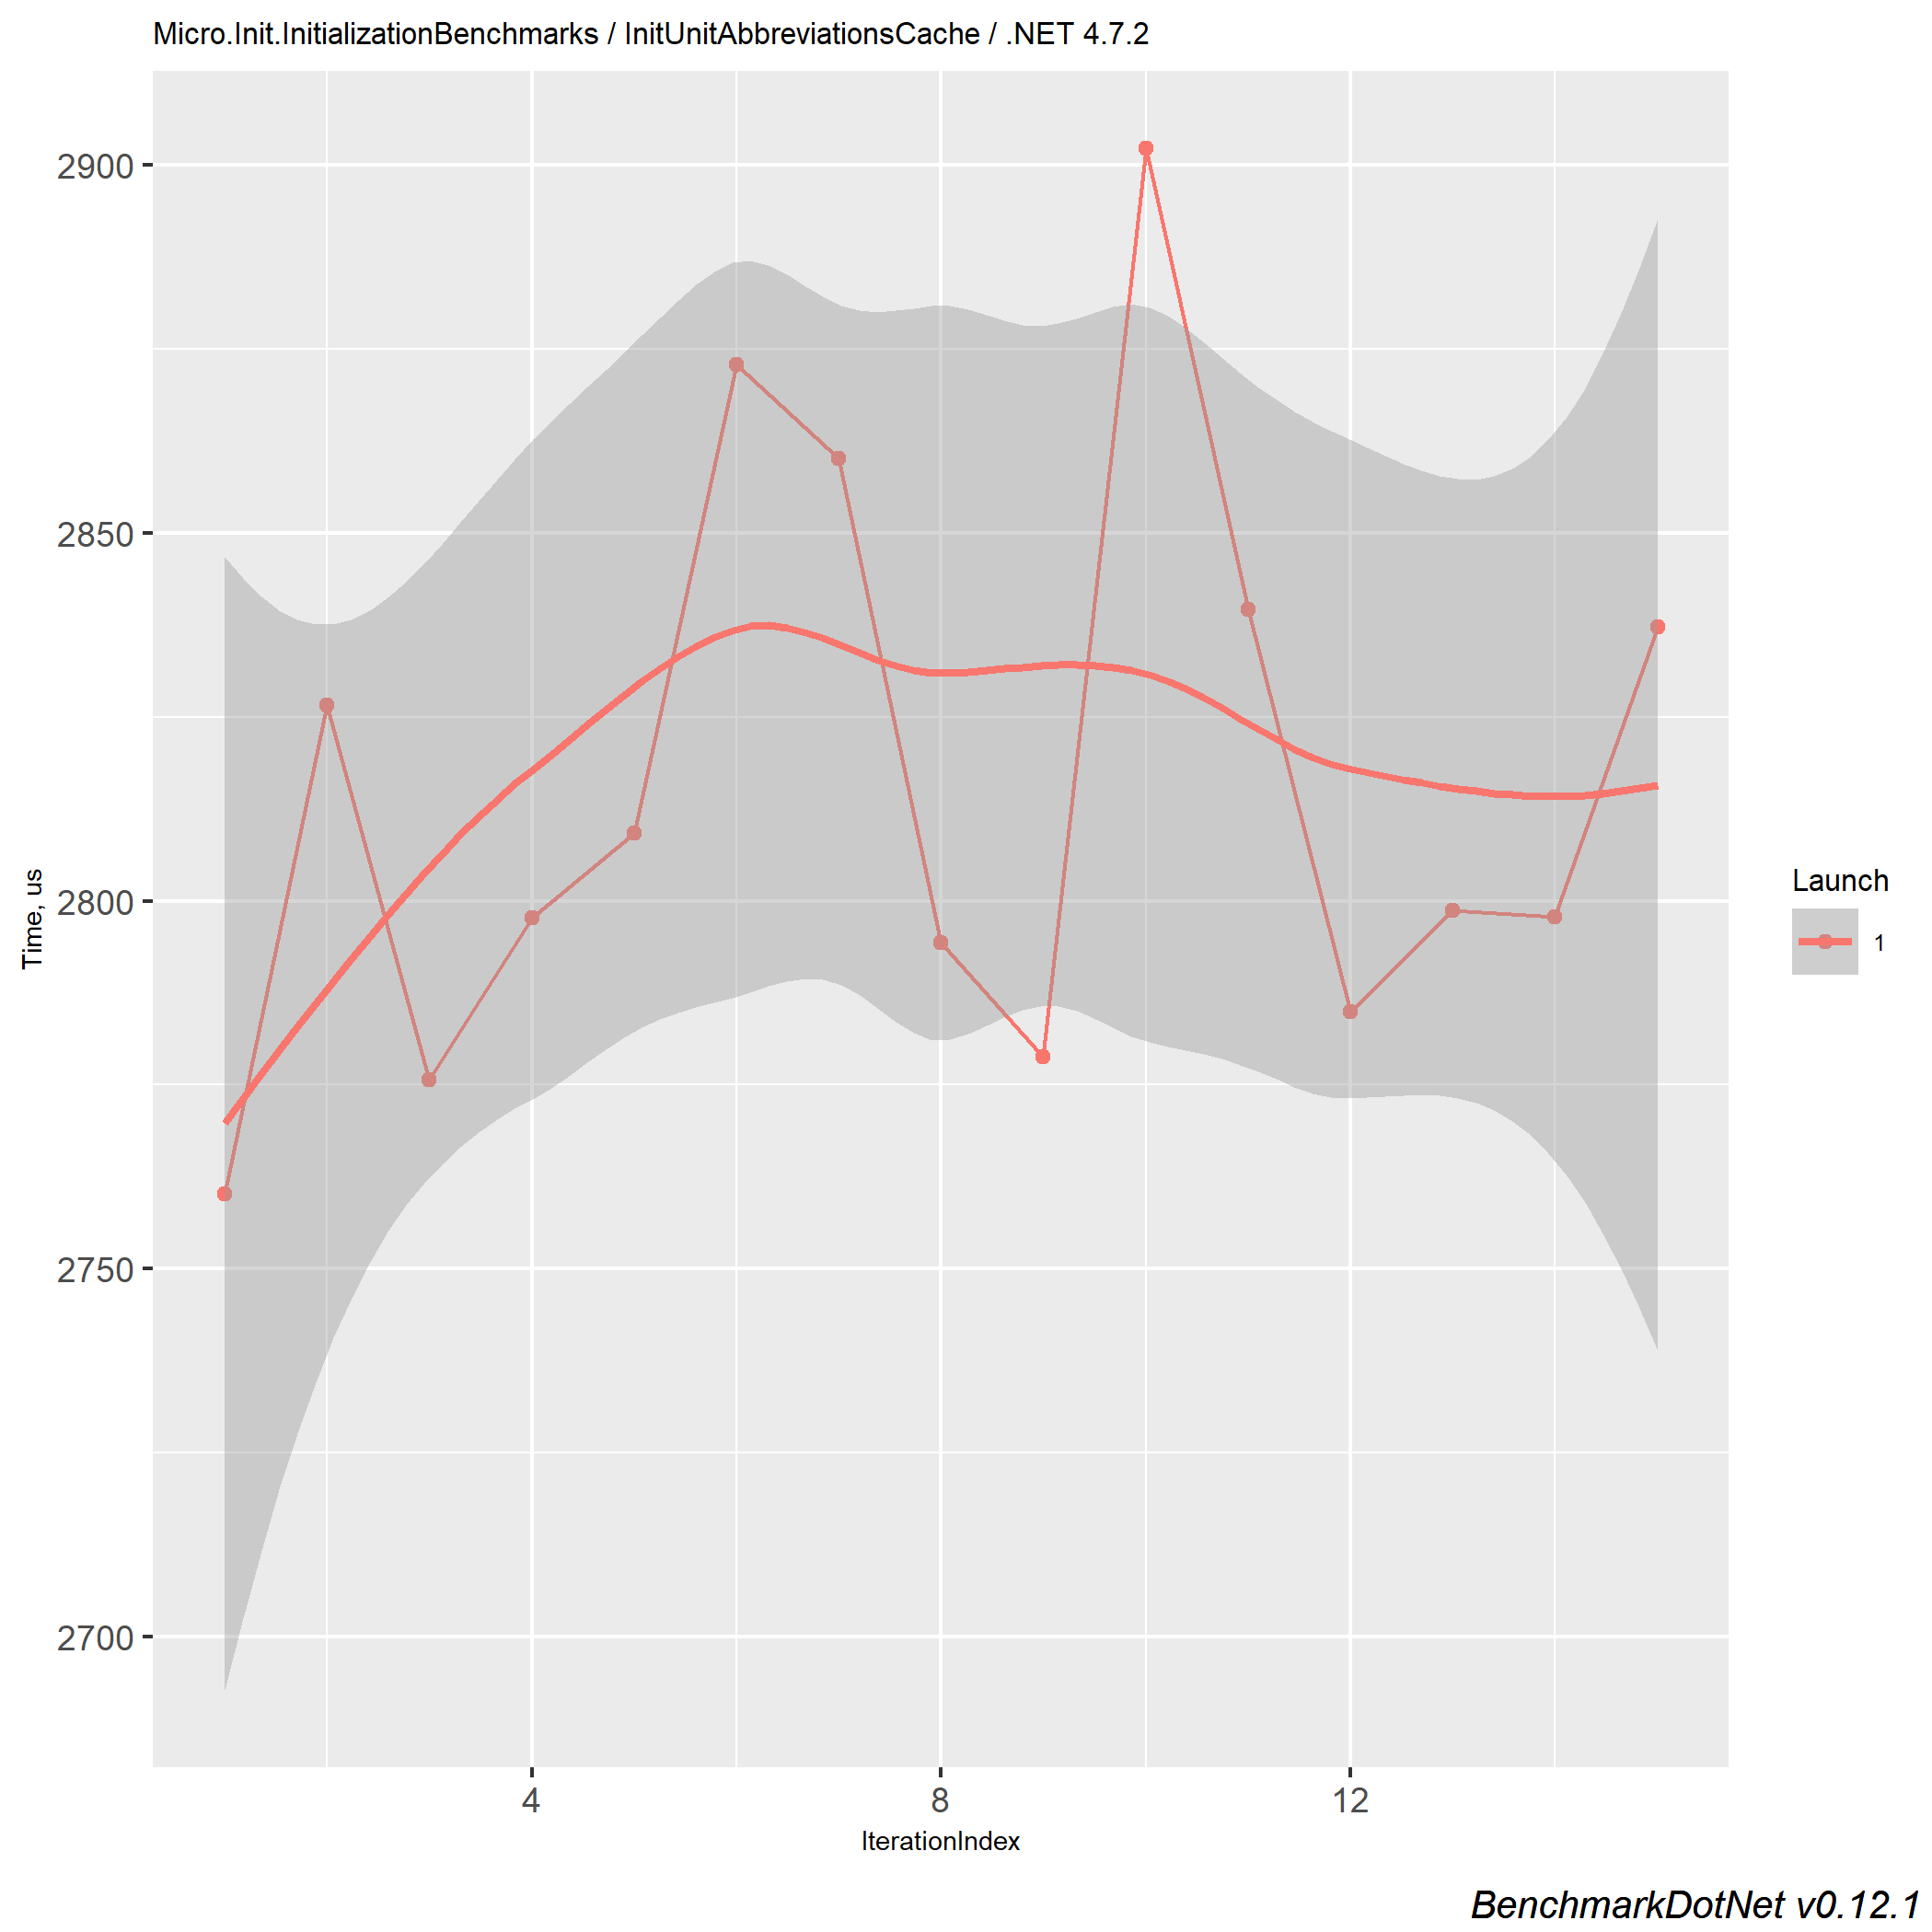 Micro.Init.InitializationBenchmarks / InitUnitAbbreviationsCache / .NET 4.7.2
2900
2850
2800
2750
2700
Time, us
4 8 12
IterationIndex
Launch
1
BenchmarkDotNet v0.12.1